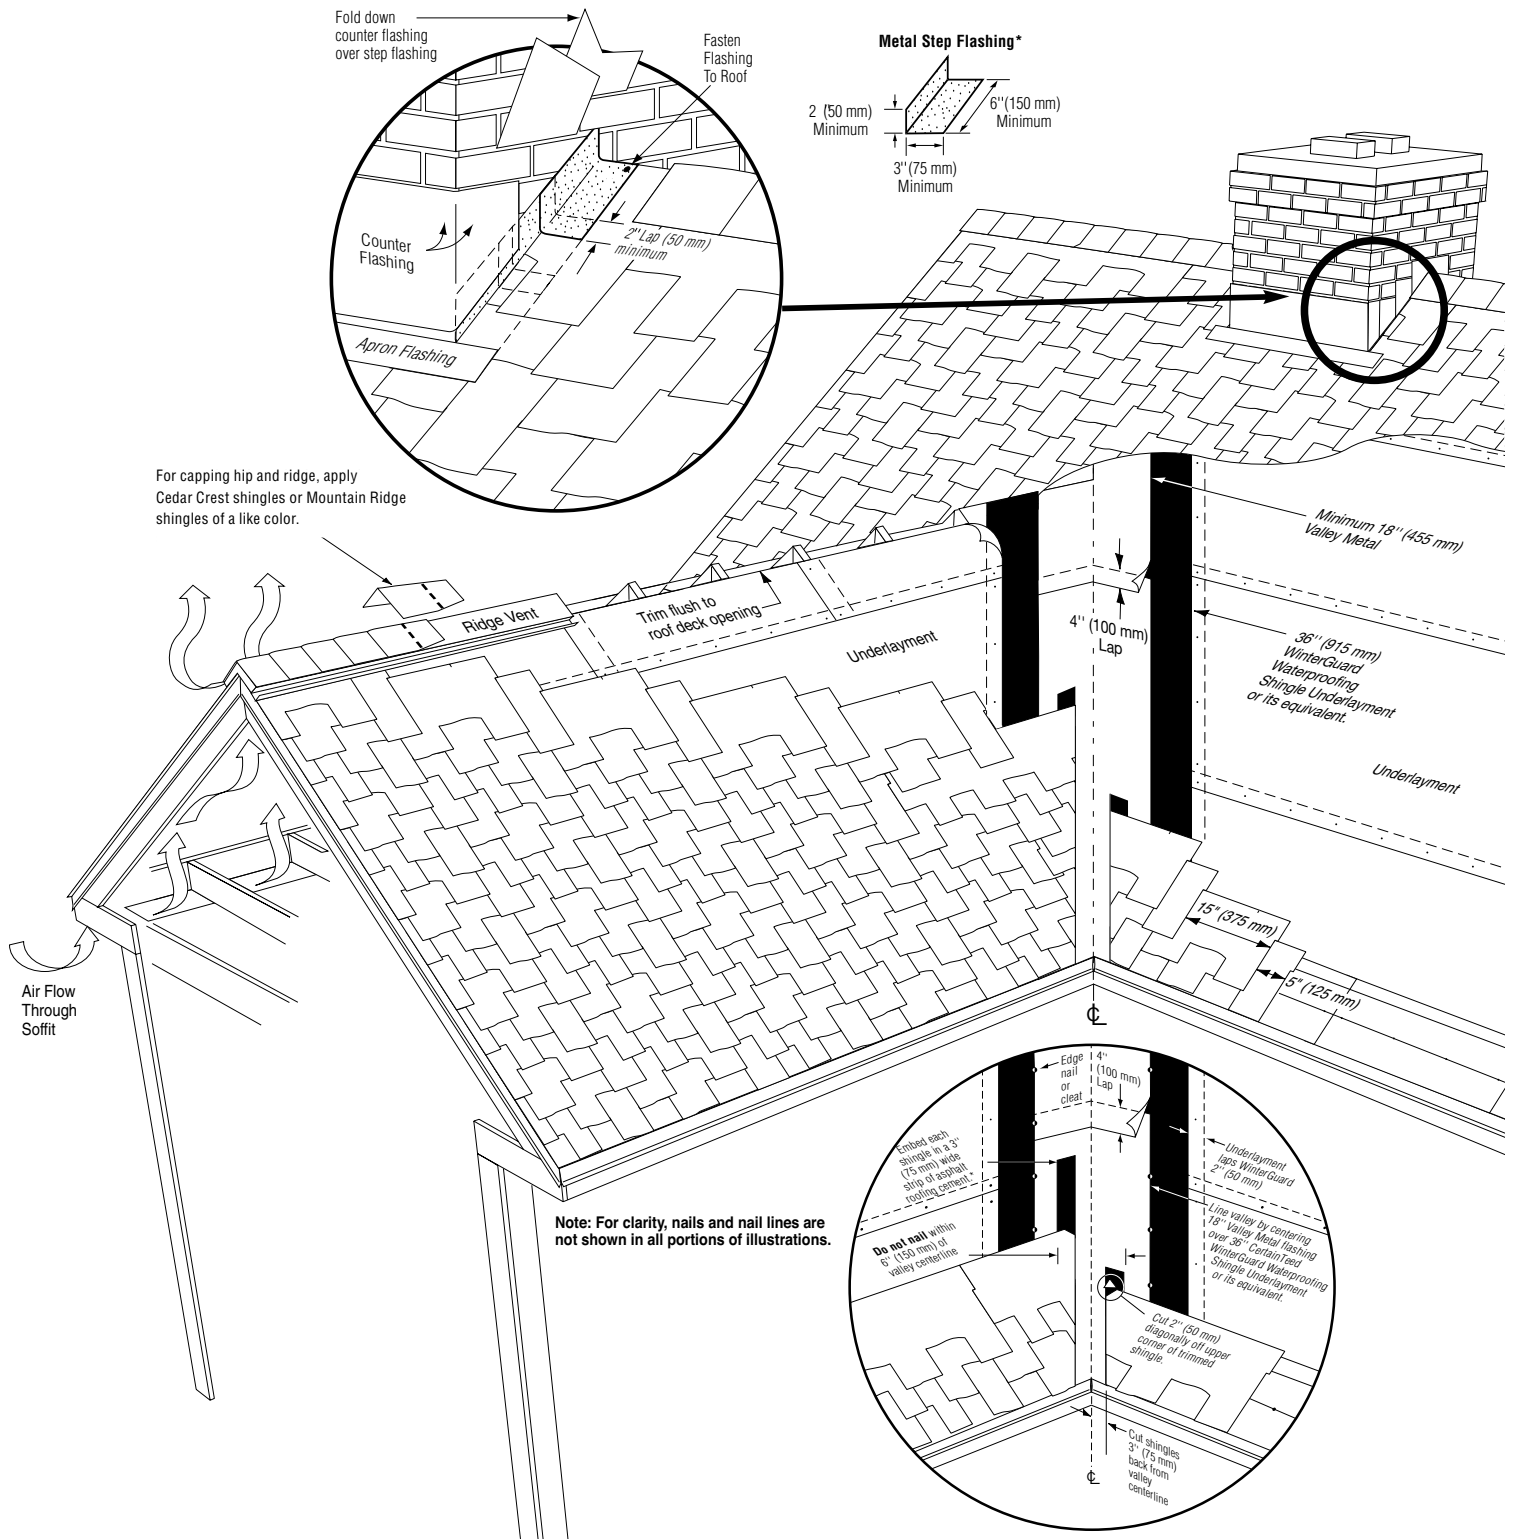 Fold down
counter flashing
over step flashing
Fasten
Flashing
To Roof
Metal Step Flashing*
2 "(50 mm)
Minimum
6" (150 mm)
Minimum
3" (75 mm)
Minimum
Counter
Flashing
2" Lap (50 mm)
minimum
Apron Flashing
For capping hip and ridge, apply
Cedar Crest shingles or Mountain Ridge
shingles of a like color.
Ridge Vent
Trim flush to
roof deck opening
Underlayment
4" (100 mm)
Lap
Minimum 18" (455 mm)
Valley Metal
36" (915 mm)
WinterGuard
Waterproofing
Shingle Underlayment
or its equivalent.
Underlayment
15" (375 mm)
5" (125 mm)
Air Flow
Through
Soffit
℄
Note: For clarity, nails and nail lines are
not shown in all portions of illustrations.
Edge
nail
or
cleat
4"
(100 mm)
Lap
Embed each
shingle in a 3"
(75 mm) wide
strip of asphalt
roofing cement.*
Do not nail within
6" (150 mm) of
valley centerline
Underlayment
laps WinterGuard
2" (50 mm)
Line valley by centering
18" Valley Metal flashing
over 36" CertainTeed
WinterGuard Waterproofing
Shingle Underlayment
or its equivalent.
Cut 2" (50 mm)
diagonally off upper
corner of trimmed
shingle.
Cut shingles
3" (75 mm)
back from
valley
centerline
℄